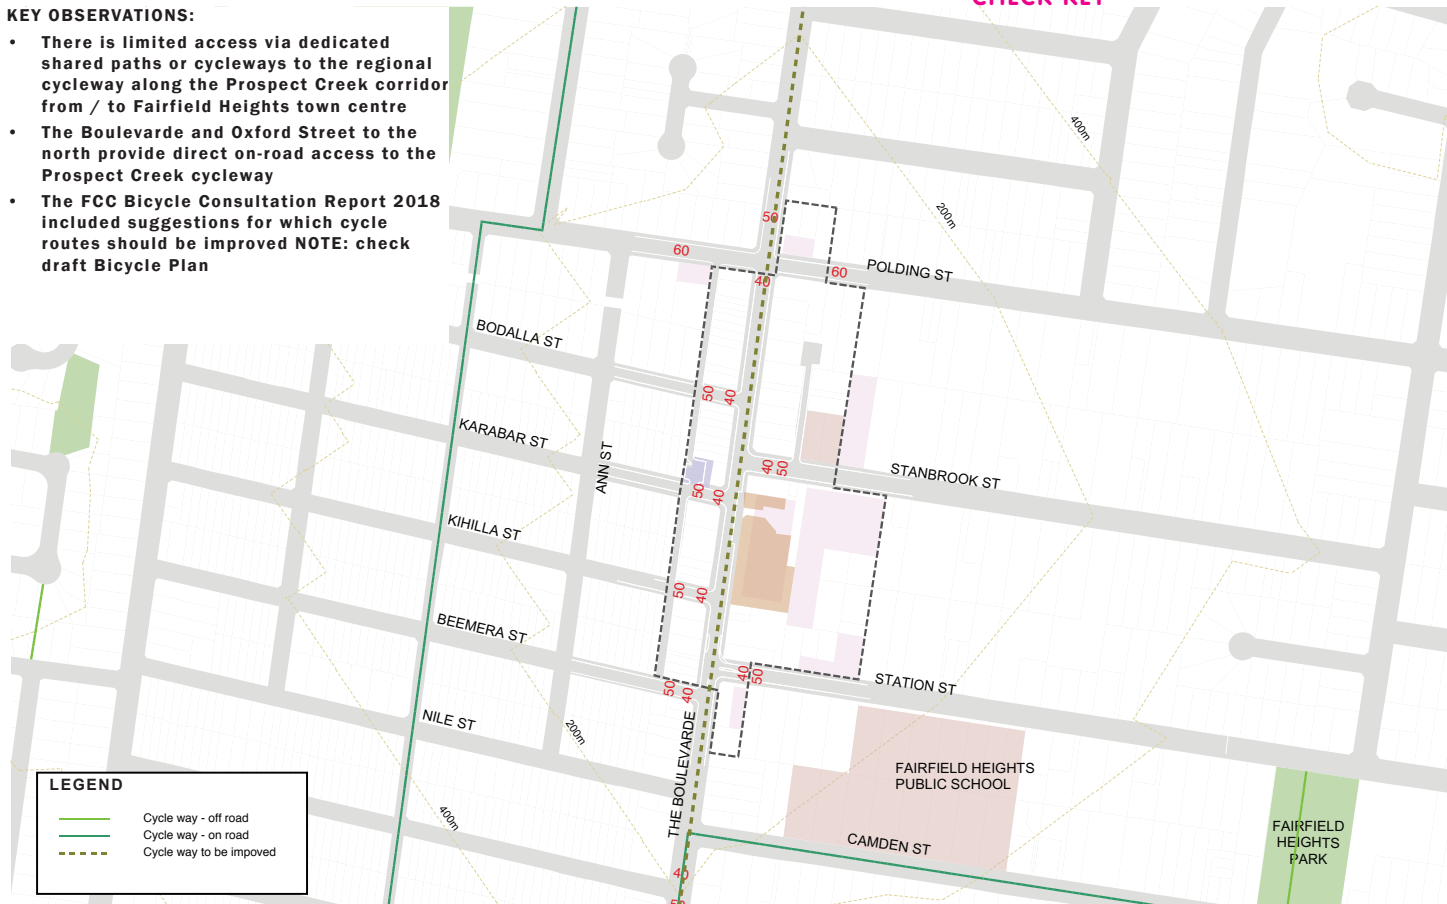 CHECK KEY
KEY OBSERVATIONS:
• There is limited access via dedicated
shared paths or cycleways to the regional
cycleway along the Prospect Creek corridor
from / to Fairfield Heights town centre
• The Boulevarde and Oxford Street to the
north provide direct on-road access to the
Prospect Creek cycleway
• The FCC Bicycle Consultation Report 2018
included suggestions for which cycle
routes should be improved NOTE: check
draft Bicycle Plan
400m
200m
50
60
POLDING ST
60
40
BODALLA ST
50
40
KARABAR ST
ANN ST
40
50
STANBROOK ST
50
40
KIHILLA ST
50
40
BEEMERA ST
40
50
STATION ST
50
40
NILE ST
200m
THE BOULEVARDE
FAIRFIELD HEIGHTS
PUBLIC SCHOOL
LEGEND
Cycle way - off road
Cycle way - on road
Cycle way to be impoved
400m
CAMDEN ST
FAIRFIELD
HEIGHTS
PARK
40